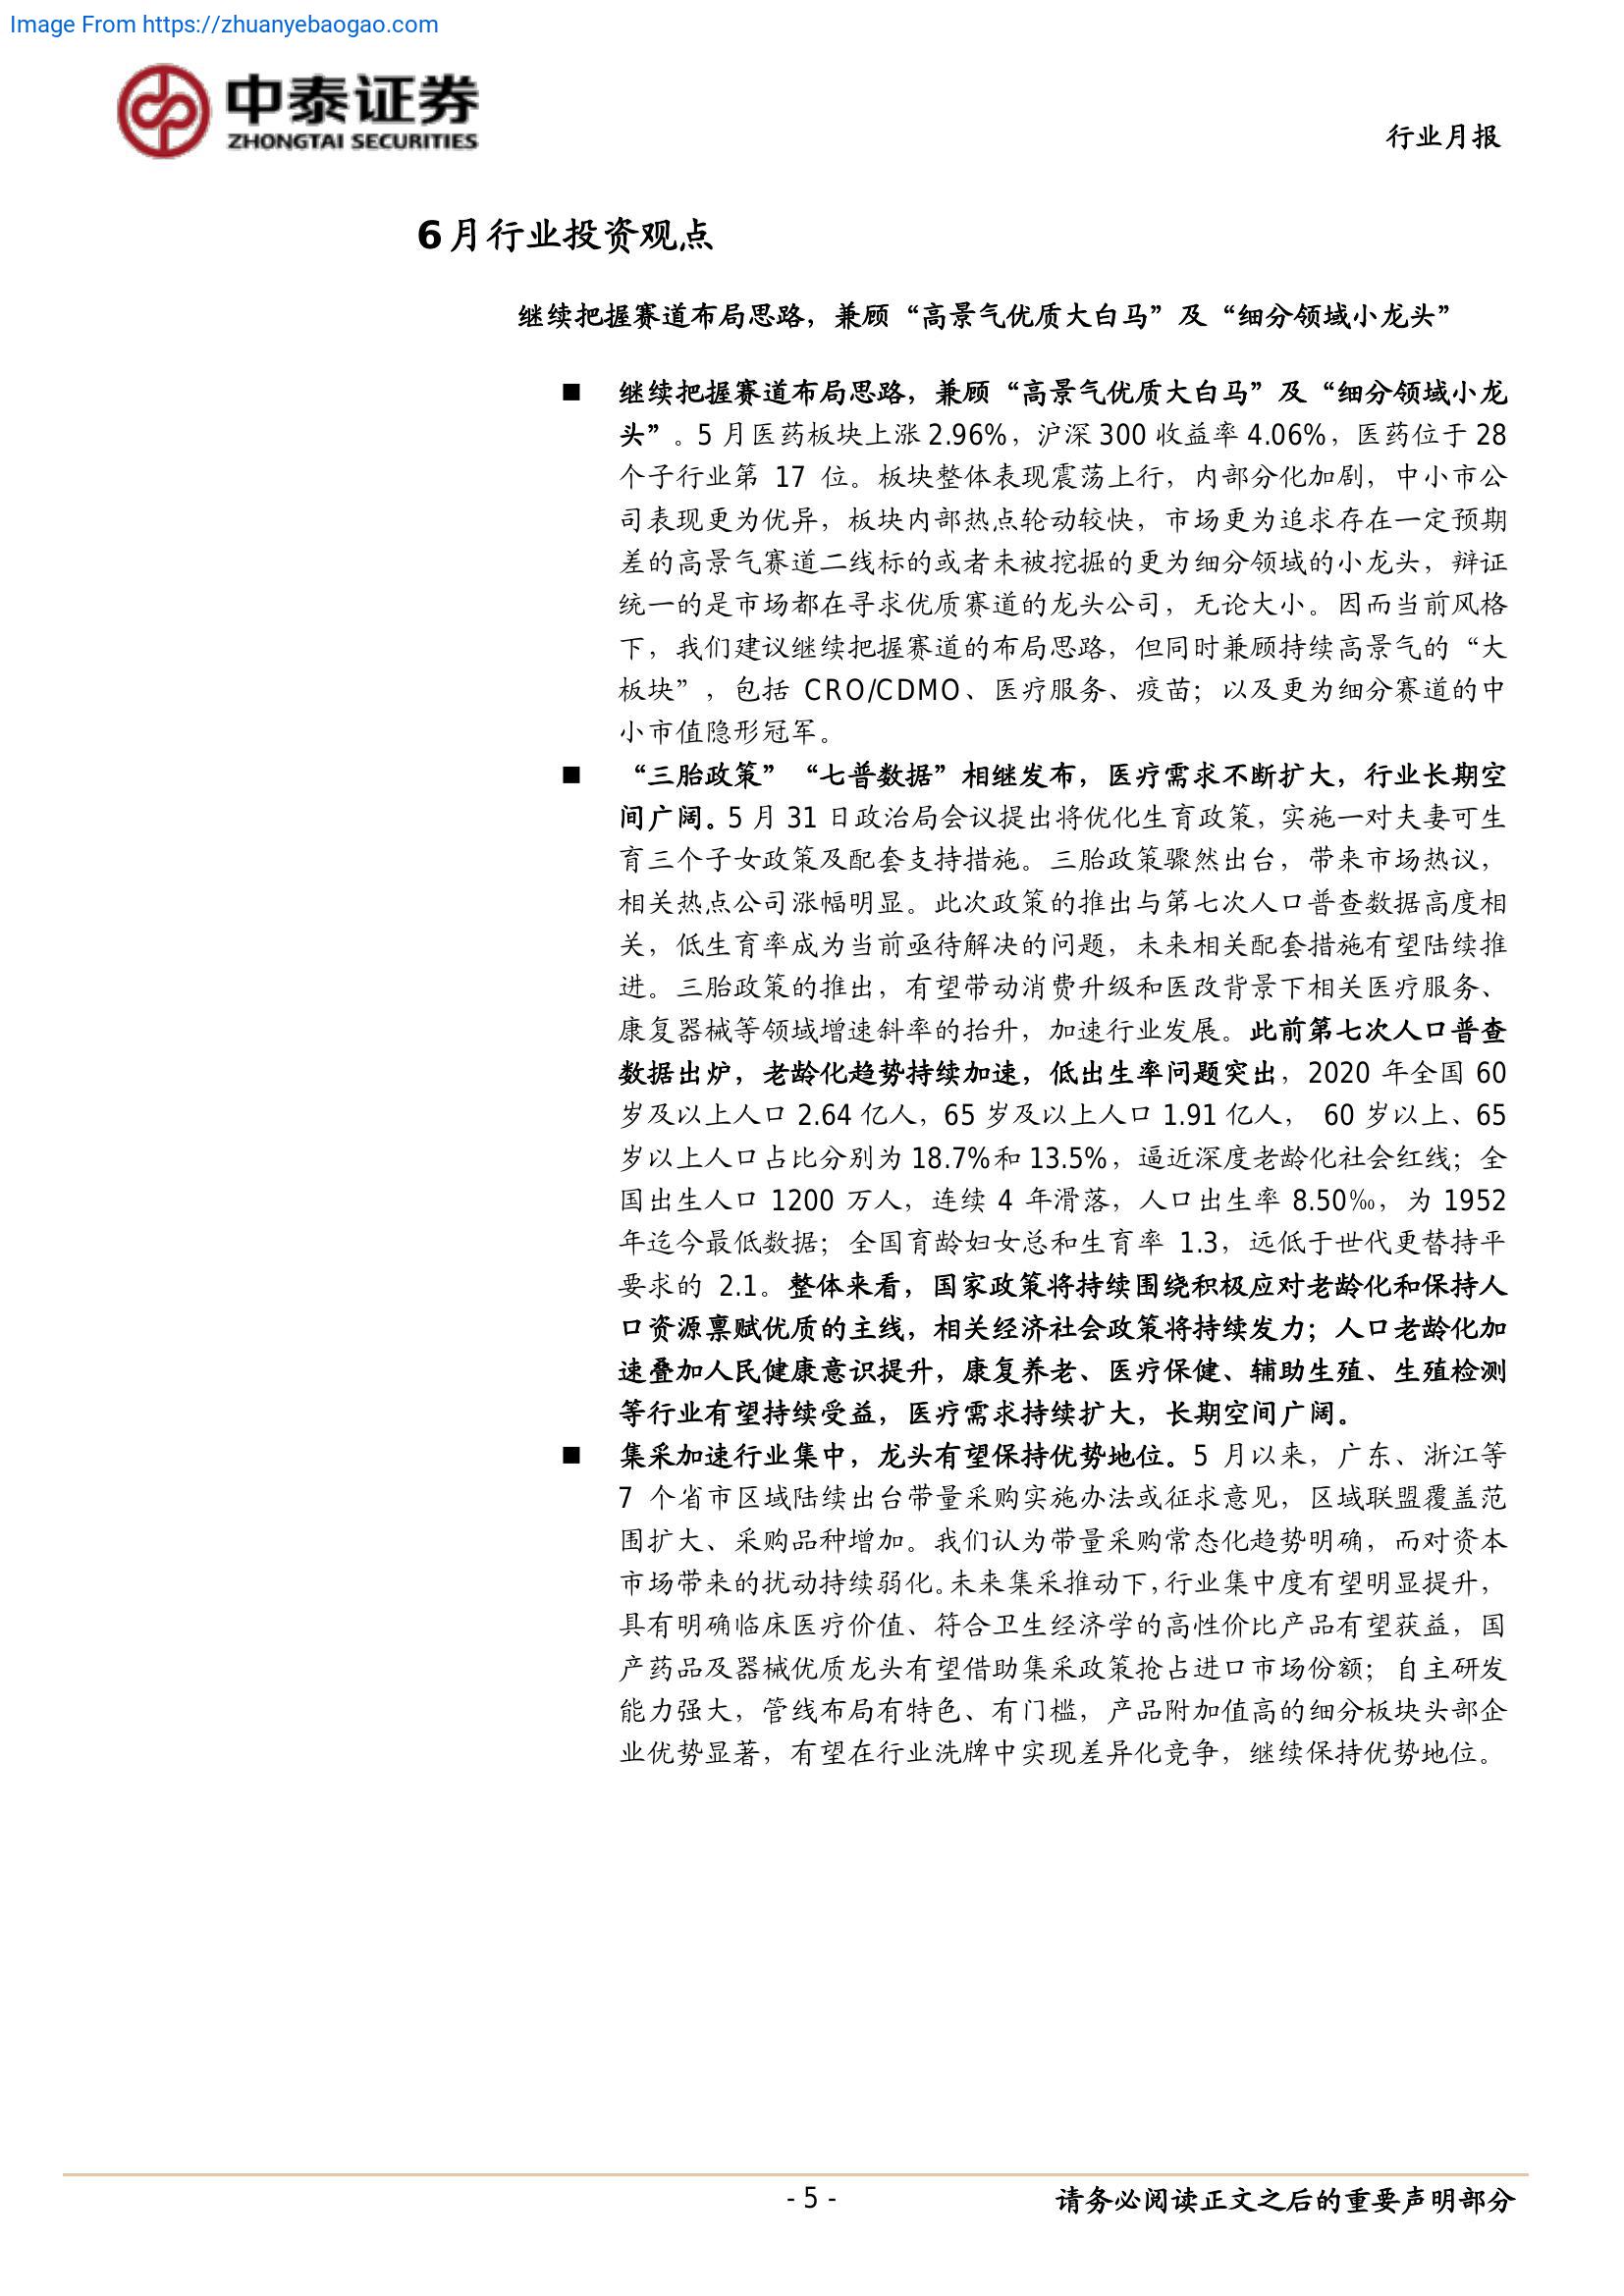 Image From https://zhuanyebaogao.com
中泰证券
ZHONGTAI SECURITIES
行业月报
6月行业投资观点
继续把握赛道布局思路，兼顾“高景气优质大白马”及“细分领域小龙头”
■ 继续把握赛道布局思路，兼顾“高景气优质大白马”及“细分领域小龙
头”。5 月医药板块上涨 2.96%，沪深 300 收益率 4.06%，医药位于 28
个子行业第 17 位。板块整体表现震荡上行，内部分化加剧，中小市公
司表现更为优异，板块内部热点轮动较快，市场更为追求存在一定预期
差的高景气赛道二线标的或者未被挖掘的更为细分领域的小龙头，辩证
统一的是市场都在寻求优质赛道的龙头公司，无论大小。因而当前风格
下，我们建议继续把握赛道的布局思路，但同时兼顾持续高景气的“大
板块”，包括 CRO/CDMO、医疗服务、疫苗；以及更为细分赛道的中
小市值隐形冠军。
■ “三胎政策”“七普数据”相继发布，医疗需求不断扩大，行业长期空
间广阔。5 月 31 日政治局会议提出将优化生育政策，实施一对夫妻可生
育三个子女政策及配套支持措施。三胎政策骤然出台，带来市场热议，
相关热点公司涨幅明显。此次政策的推出与第七次人口普查数据高度相
关，低生育率成为当前亟待解决的问题，未来相关配套措施有望陆续推
进。三胎政策的推出，有望带动消费升级和医改背景下相关医疗服务、
康复器械等领域增速斜率的抬升，加速行业发展。此前第七次人口普查
数据出炉，老龄化趋势持续加速，低出生率问题突出，2020 年全国 60
岁及以上人口 2.64 亿人，65 岁及以上人口 1.91 亿人， 60 岁以上、65
岁以上人口占比分别为 18.7%和 13.5%，逼近深度老龄化社会红线；全
国出生人口 1200 万人，连续 4 年滑落，人口出生率 8.50‰，为 1952
年迄今最低数据；全国育龄妇女总和生育率 1.3，远低于世代更替持平
要求的 2.1。整体来看，国家政策将持续围绕积极应对老龄化和保持人
口资源禀赋优质的主线，相关经济社会政策将持续发力；人口老龄化加
速叠加人民健康意识提升，康复养老、医疗保健、辅助生殖、生殖检测
等行业有望持续受益，医疗需求持续扩大，长期空间广阔。
■ 集采加速行业集中，龙头有望保持优势地位。5 月以来，广东、浙江等
7 个省市区域陆续出台带量采购实施办法或征求意见，区域联盟覆盖范
围扩大、采购品种增加。我们认为带量采购常态化趋势明确，而对资本
市场带来的扰动持续弱化。未来集采推动下，行业集中度有望明显提升，
具有明确临床医疗价值、符合卫生经济学的高性价比产品有望获益，国
产药品及器械优质龙头有望借助集采政策抢占进口市场份额；自主研发
能力强大，管线布局有特色、有门槛，产品附加值高的细分板块头部企
业优势显著，有望在行业洗牌中实现差异化竞争，继续保持优势地位。
- 5 -
请务必阅读正文之后的重要声明部分